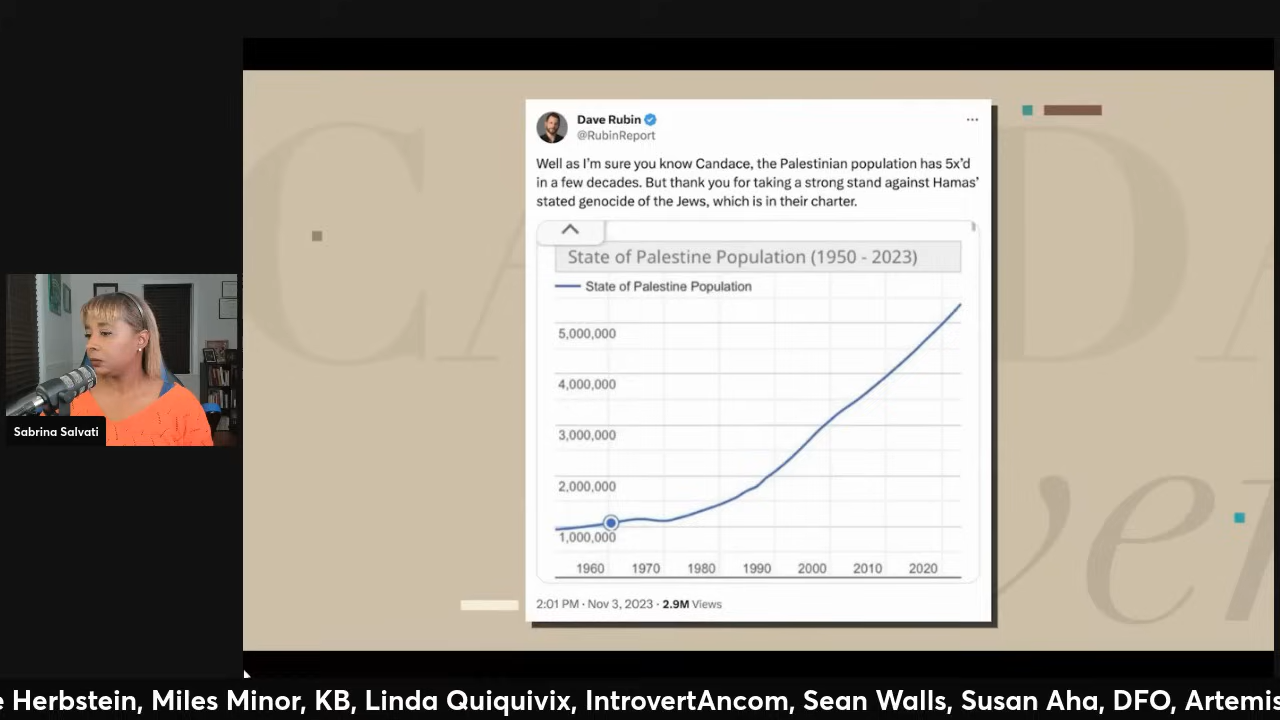 Dave Rubin
@RubinReport
Well as I'm sure you know Candace, the Palestinian population has 5x'd
in a few decades. But thank you for taking a strong stand against Hamas'
stated genocide of the Jews, which is in their charter.
State of Palestine Population (1950 - 2023)
State of Palestine Population
5,000,000
4,000,000
3,000,000
2,000,000
1,000,000
1960 1970 1980 1990 2000 2010 2020
2:01 PM · Nov 3, 2023 · 2.9M Views
Sabrina Salvati
Herbstein, Miles Minor, KB, Linda Quiquivix, IntrovertAncom, Sean Walls, Susan Aha, DFO, Artemis